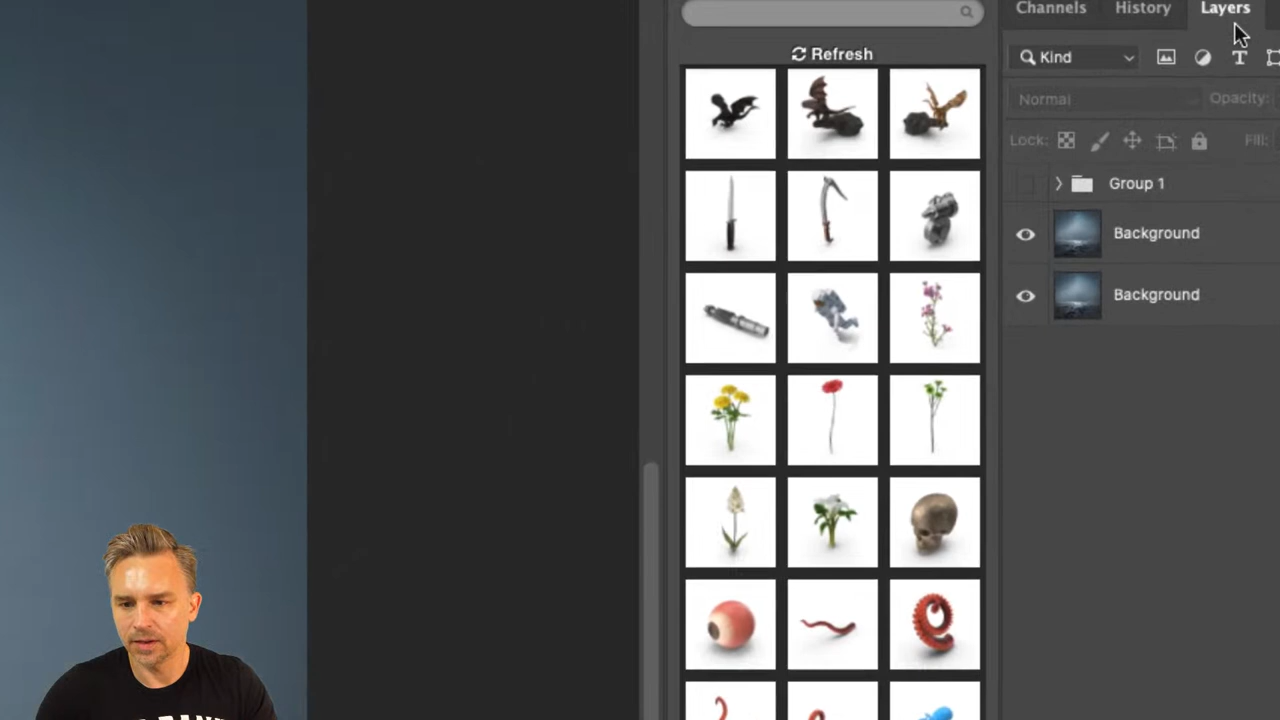 Channels History Layers
Kind
Refresh
Normal Opacity:
Lock: Fill:
Group 1
Background
Background